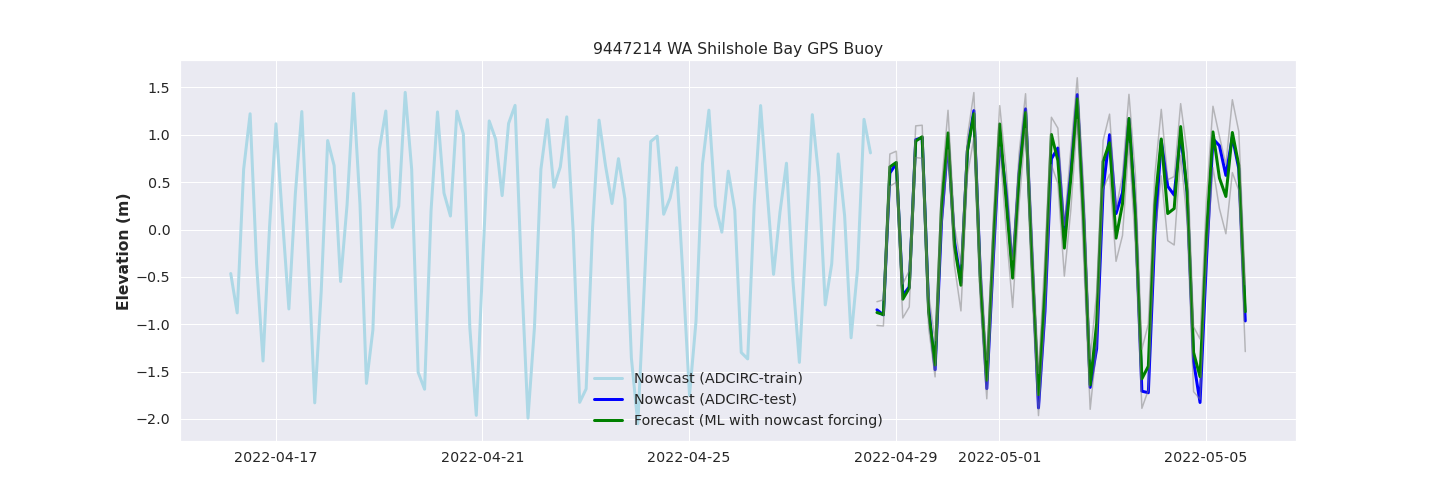 9447214 WA Shilshole Bay GPS Buoy
Elevation (m)
1.5
1.0
0.5
0.0
−0.5
−1.0
−1.5
−2.0
Nowcast (ADCIRC-train)
Nowcast (ADCIRC-test)
Forecast (ML with nowcast forcing)
2022-04-17 2022-04-21 2022-04-25 2022-04-29 2022-05-01 2022-05-05